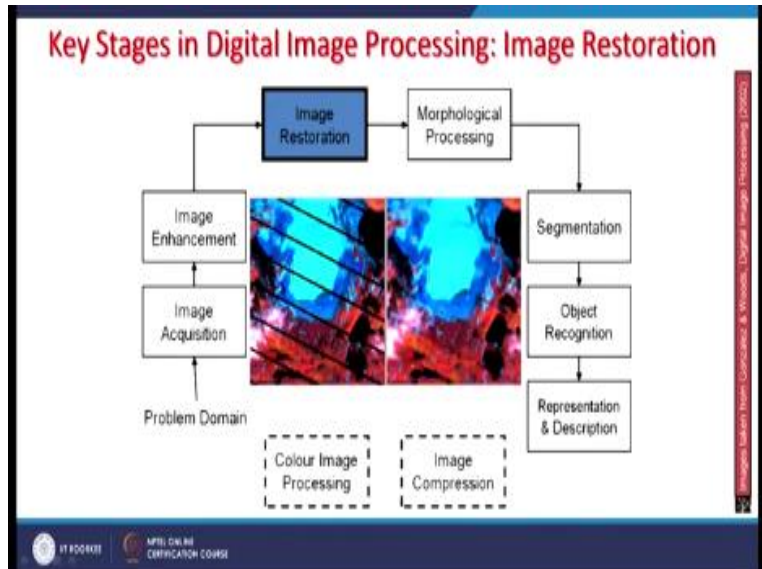 Key Stages in Digital Image Processing: Image Restoration
Image
Restoration
Morphological
Processing
Image
Enhancement
Segmentation
Image
Acquisition
Object
Recognition
Problem Domain
Representation
& Description
Colour Image
Processing
Image
Compression
Images taken from Gonzalez & Woods, Digital Image Processing (2002)
IIT ROORKEE
NPTEL ONLINE
CERTIFICATION COURSE